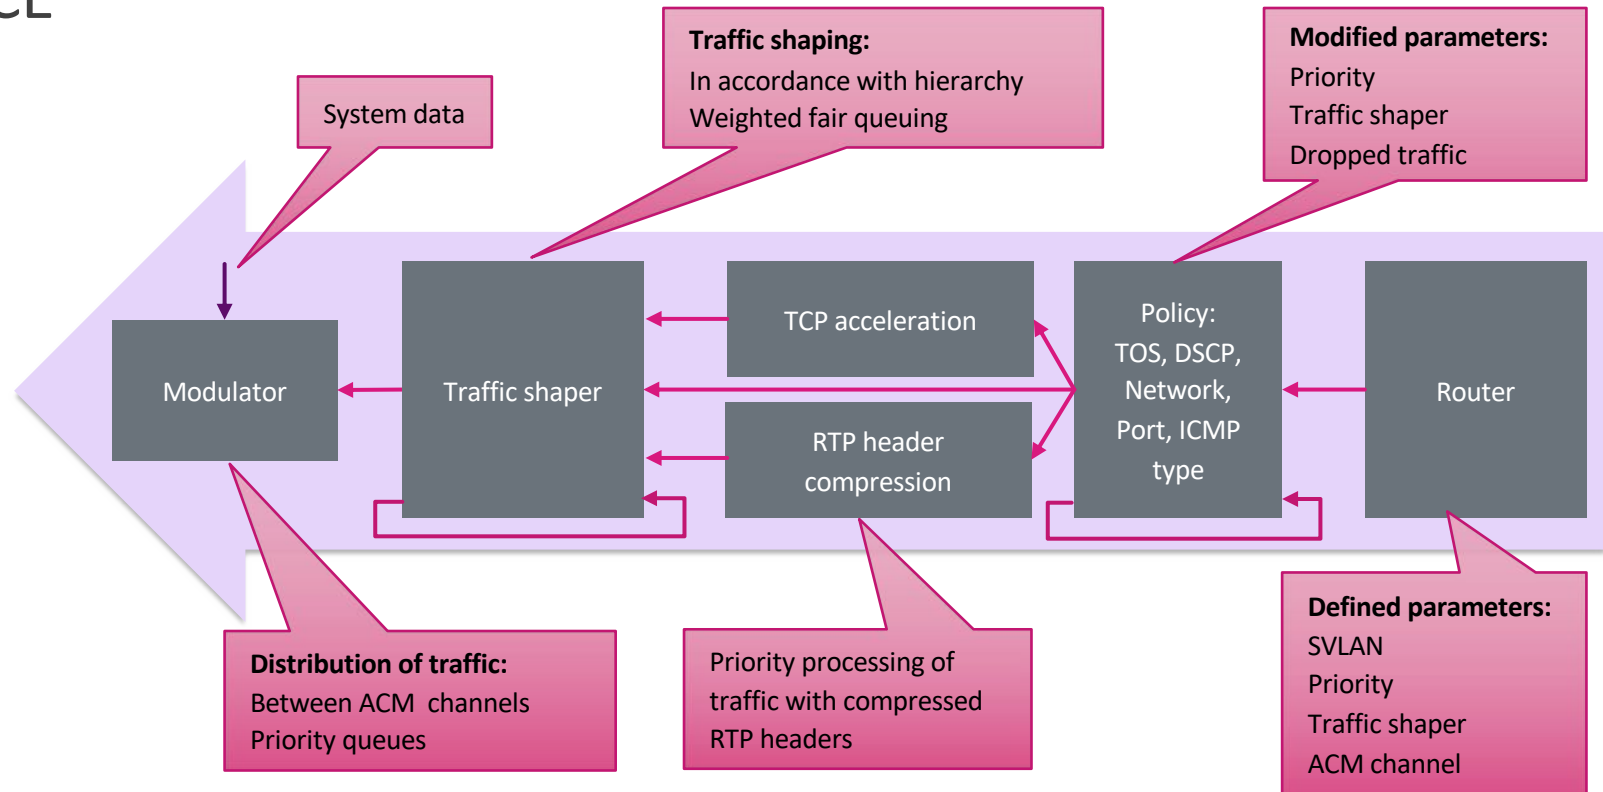 Traffic shaping:
In accordance with hierarchy
Weighted fair queuing
Modified parameters:
Priority
Traffic shaper
Dropped traffic
System data
Modulator
Traffic shaper
TCP acceleration
RTP header
compression
Policy:
TOS, DSCP,
Network,
Port, ICMP
type
Router
Distribution of traffic:
Between ACM  channels
Priority queues
Priority processing of
traffic with compressed
RTP headers
Defined parameters:
SVLAN
Priority
Traffic shaper
ACM channel